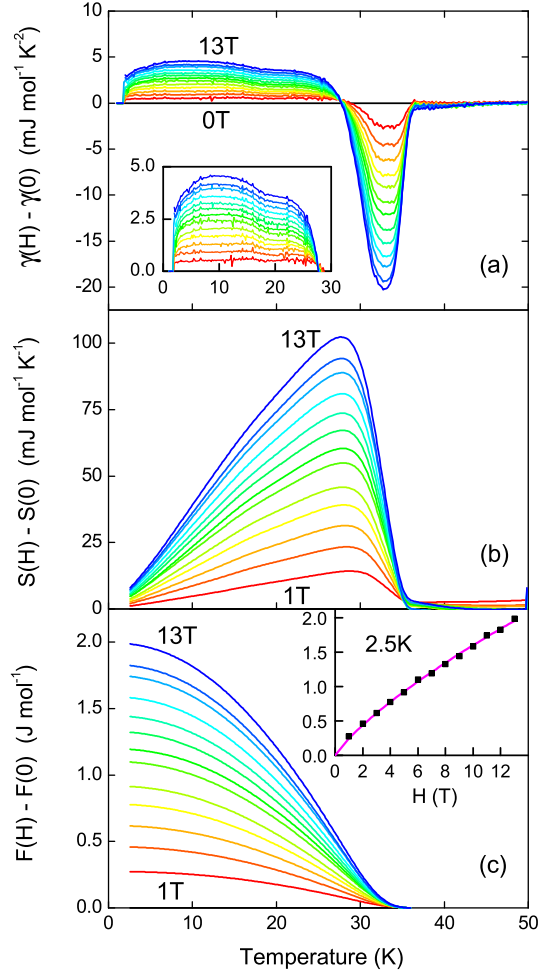 10
5
0
-5
-10
-15
-20
γ(H) - γ(0) (mJ mol⁻¹ K⁻²)
13T
0T
5.0
2.5
0.0
0 10 20 30
(a)
100
75
50
25
0
S(H) - S(0) (mJ mol⁻¹ K⁻¹)
13T
1T
(b)
2.0
1.5
1.0
0.5
0.0
F(H) - F(0) (J mol⁻¹)
13T
1T
2.5K
2.0
1.5
1.0
0.5
0.0
0 2 4 6 8 10 12
H (T)
(c)
0 10 20 30 40 50
Temperature (K)